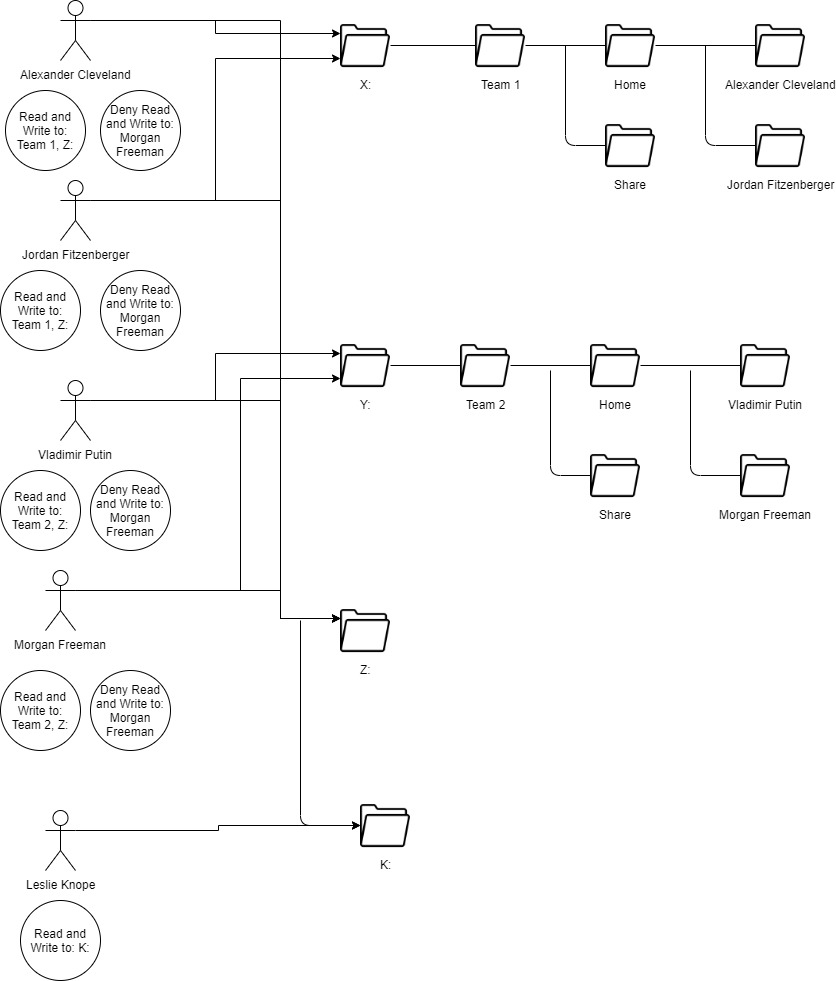 Alexander Cleveland
X:
Team 1
Home
Alexander Cleveland
Read and
Write to:
Team 1, Z:
Deny Read
and Write to:
Morgan
Freeman
Share
Jordan Fitzenberger
Jordan Fitzenberger
Read and
Write to:
Team 1, Z:
Deny Read
and Write to:
Morgan
Freeman
Y:
Team 2
Home
Vladimir Putin
Vladimir Putin
Read and
Write to:
Team 2, Z:
Deny Read
and Write to:
Morgan
Freeman
Share
Morgan Freeman
Morgan Freeman
Z:
Read and
Write to:
Team 2, Z:
Deny Read
and Write to:
Morgan
Freeman
K:
Leslie Knope
Read and
Write to: K: